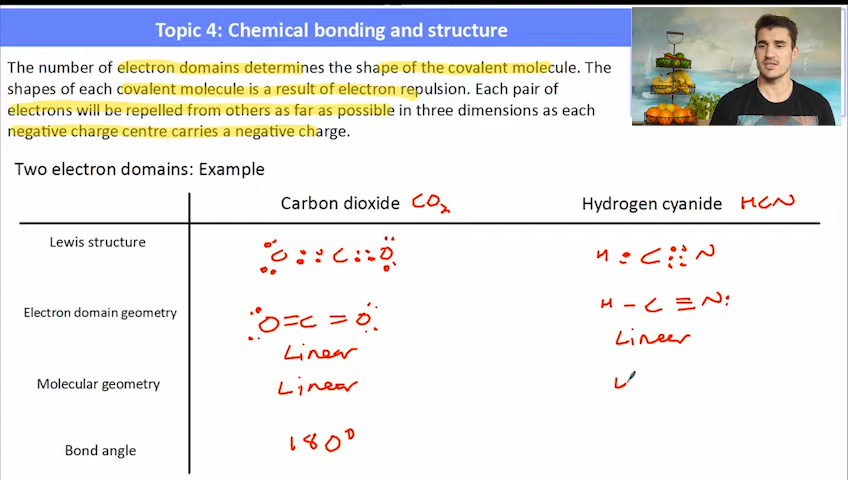 Topic 4: Chemical bonding and structure
The number of electron domains determines the shape of the covalent molecule. The
shapes of each covalent molecule is a result of electron repulsion. Each pair of
electrons will be repelled from others as far as possible in three dimensions as each
negative charge centre carries a negative charge.
Two electron domains: Example
Carbon dioxide CO₂ Hydrogen cyanide HCN
Lewis structure O :: C :: O H : C :::: N
Electron domain geometry O=C=O H-C≡N:
Linear Linear
Molecular geometry Linear
Bond angle 180°